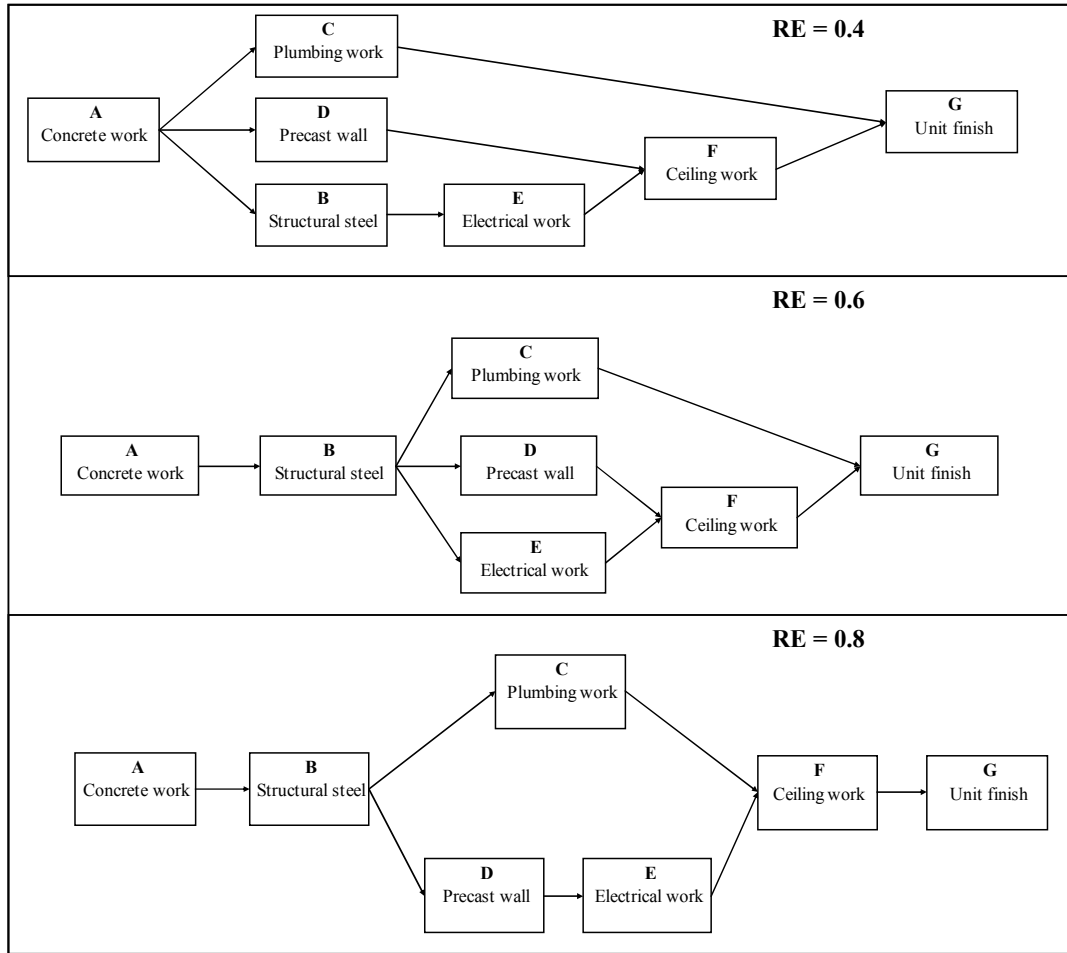 RE = 0.4
C
Plumbing work
A
Concrete work
D
Precast wall
G
Unit finish
F
Ceiling work
B
Structural steel
E
Electrical work
RE = 0.6
C
Plumbing work
A
Concrete work
B
Structural steel
D
Precast wall
G
Unit finish
F
Ceiling work
E
Electrical work
RE = 0.8
C
Plumbing work
A
Concrete work
B
Structural steel
F
Ceiling work
G
Unit finish
D
Precast wall
E
Electrical work